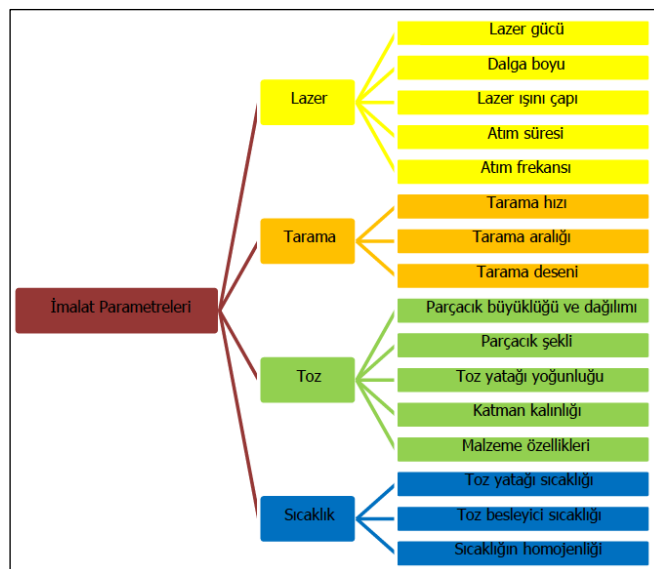 İmalat Parametreleri
Lazer
Lazer gücü
Dalga boyu
Lazer ışını çapı
Atım süresi
Atım frekansı
Tarama
Tarama hızı
Tarama aralığı
Tarama deseni
Toz
Parçacık büyüklüğü ve dağılımı
Parçacık şekli
Toz yatağı yoğunluğu
Katman kalınlığı
Malzeme özellikleri
Sıcaklık
Toz yatağı sıcaklığı
Toz besleyici sıcaklığı
Sıcaklığın homojenliği